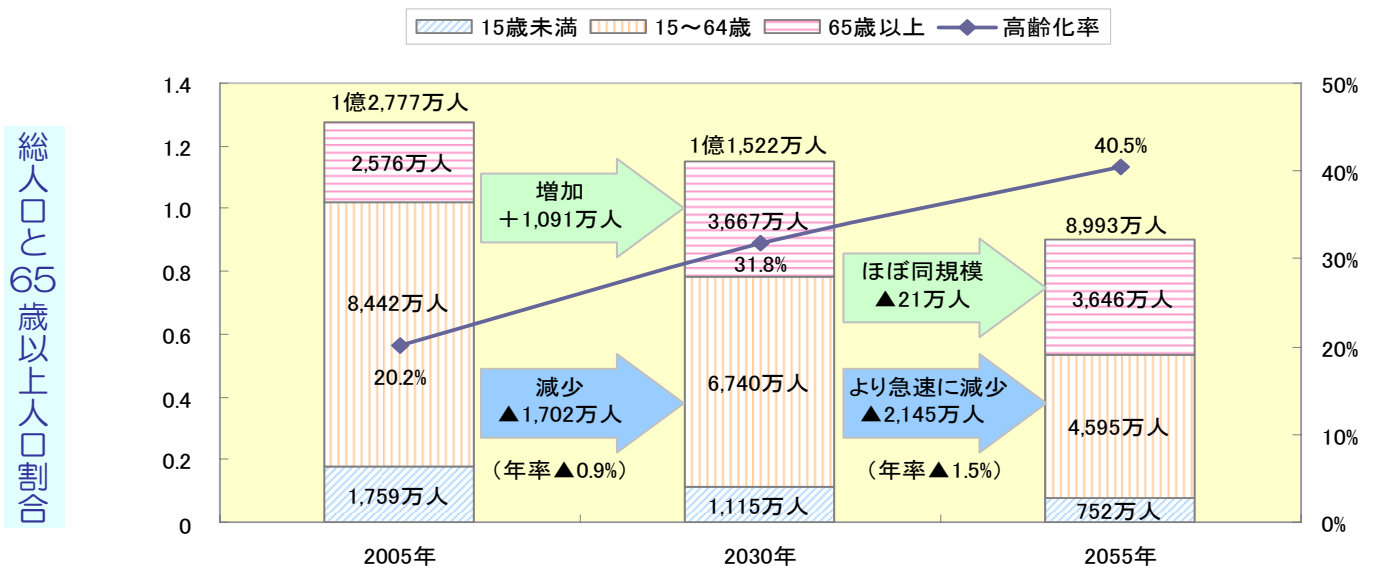 15歳未満 15～64歳 65歳以上 高齢化率
総人口と65歳以上人口割合
1.4
1.2
1.0
0.8
0.6
0.4
0.2
0
1億2,777万人
2,576万人
8,442万人
20.2%
1,759万人
増加
＋1,091万人
減少
▲1,702万人
（年率▲0.9%）
1億1,522万人
3,667万人
31.8%
6,740万人
1,115万人
ほぼ同規模
▲21万人
より急速に減少
▲2,145万人
（年率▲1.5%）
40.5%
8,993万人
3,646万人
4,595万人
752万人
50%
40%
30%
20%
10%
0%
2005年 2030年 2055年